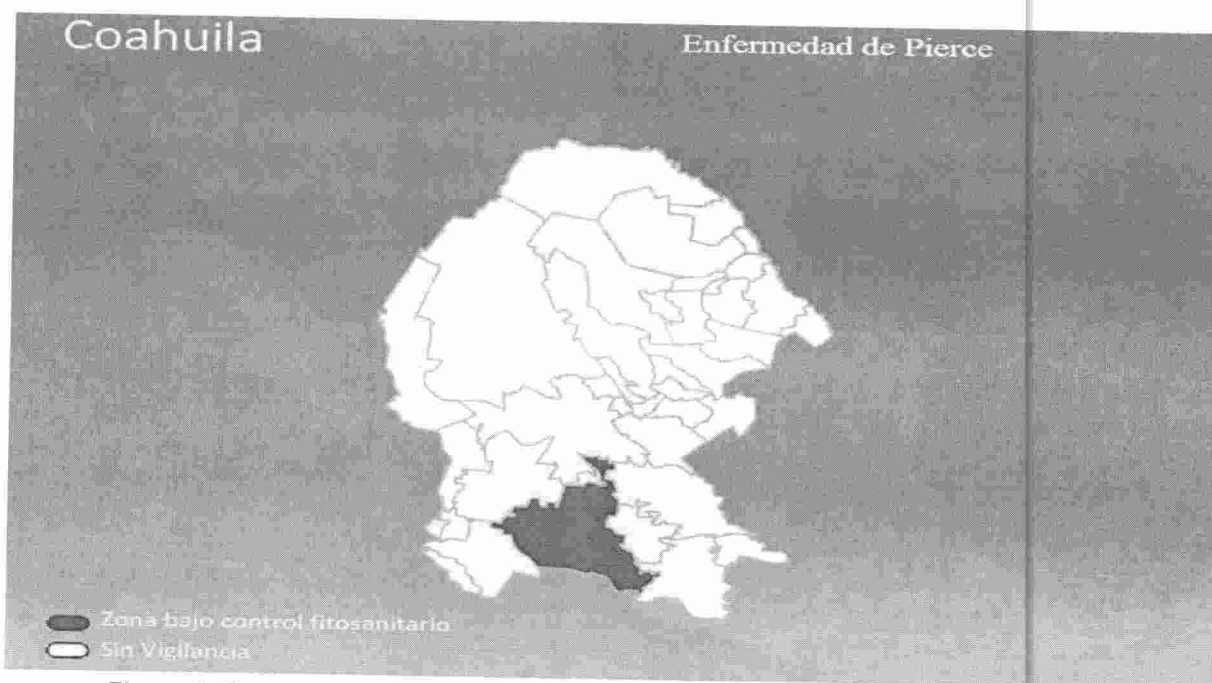 Coahuila
Enfermedad de Pierce
Zona bajo control fitosanitario
Sin Vigilancia